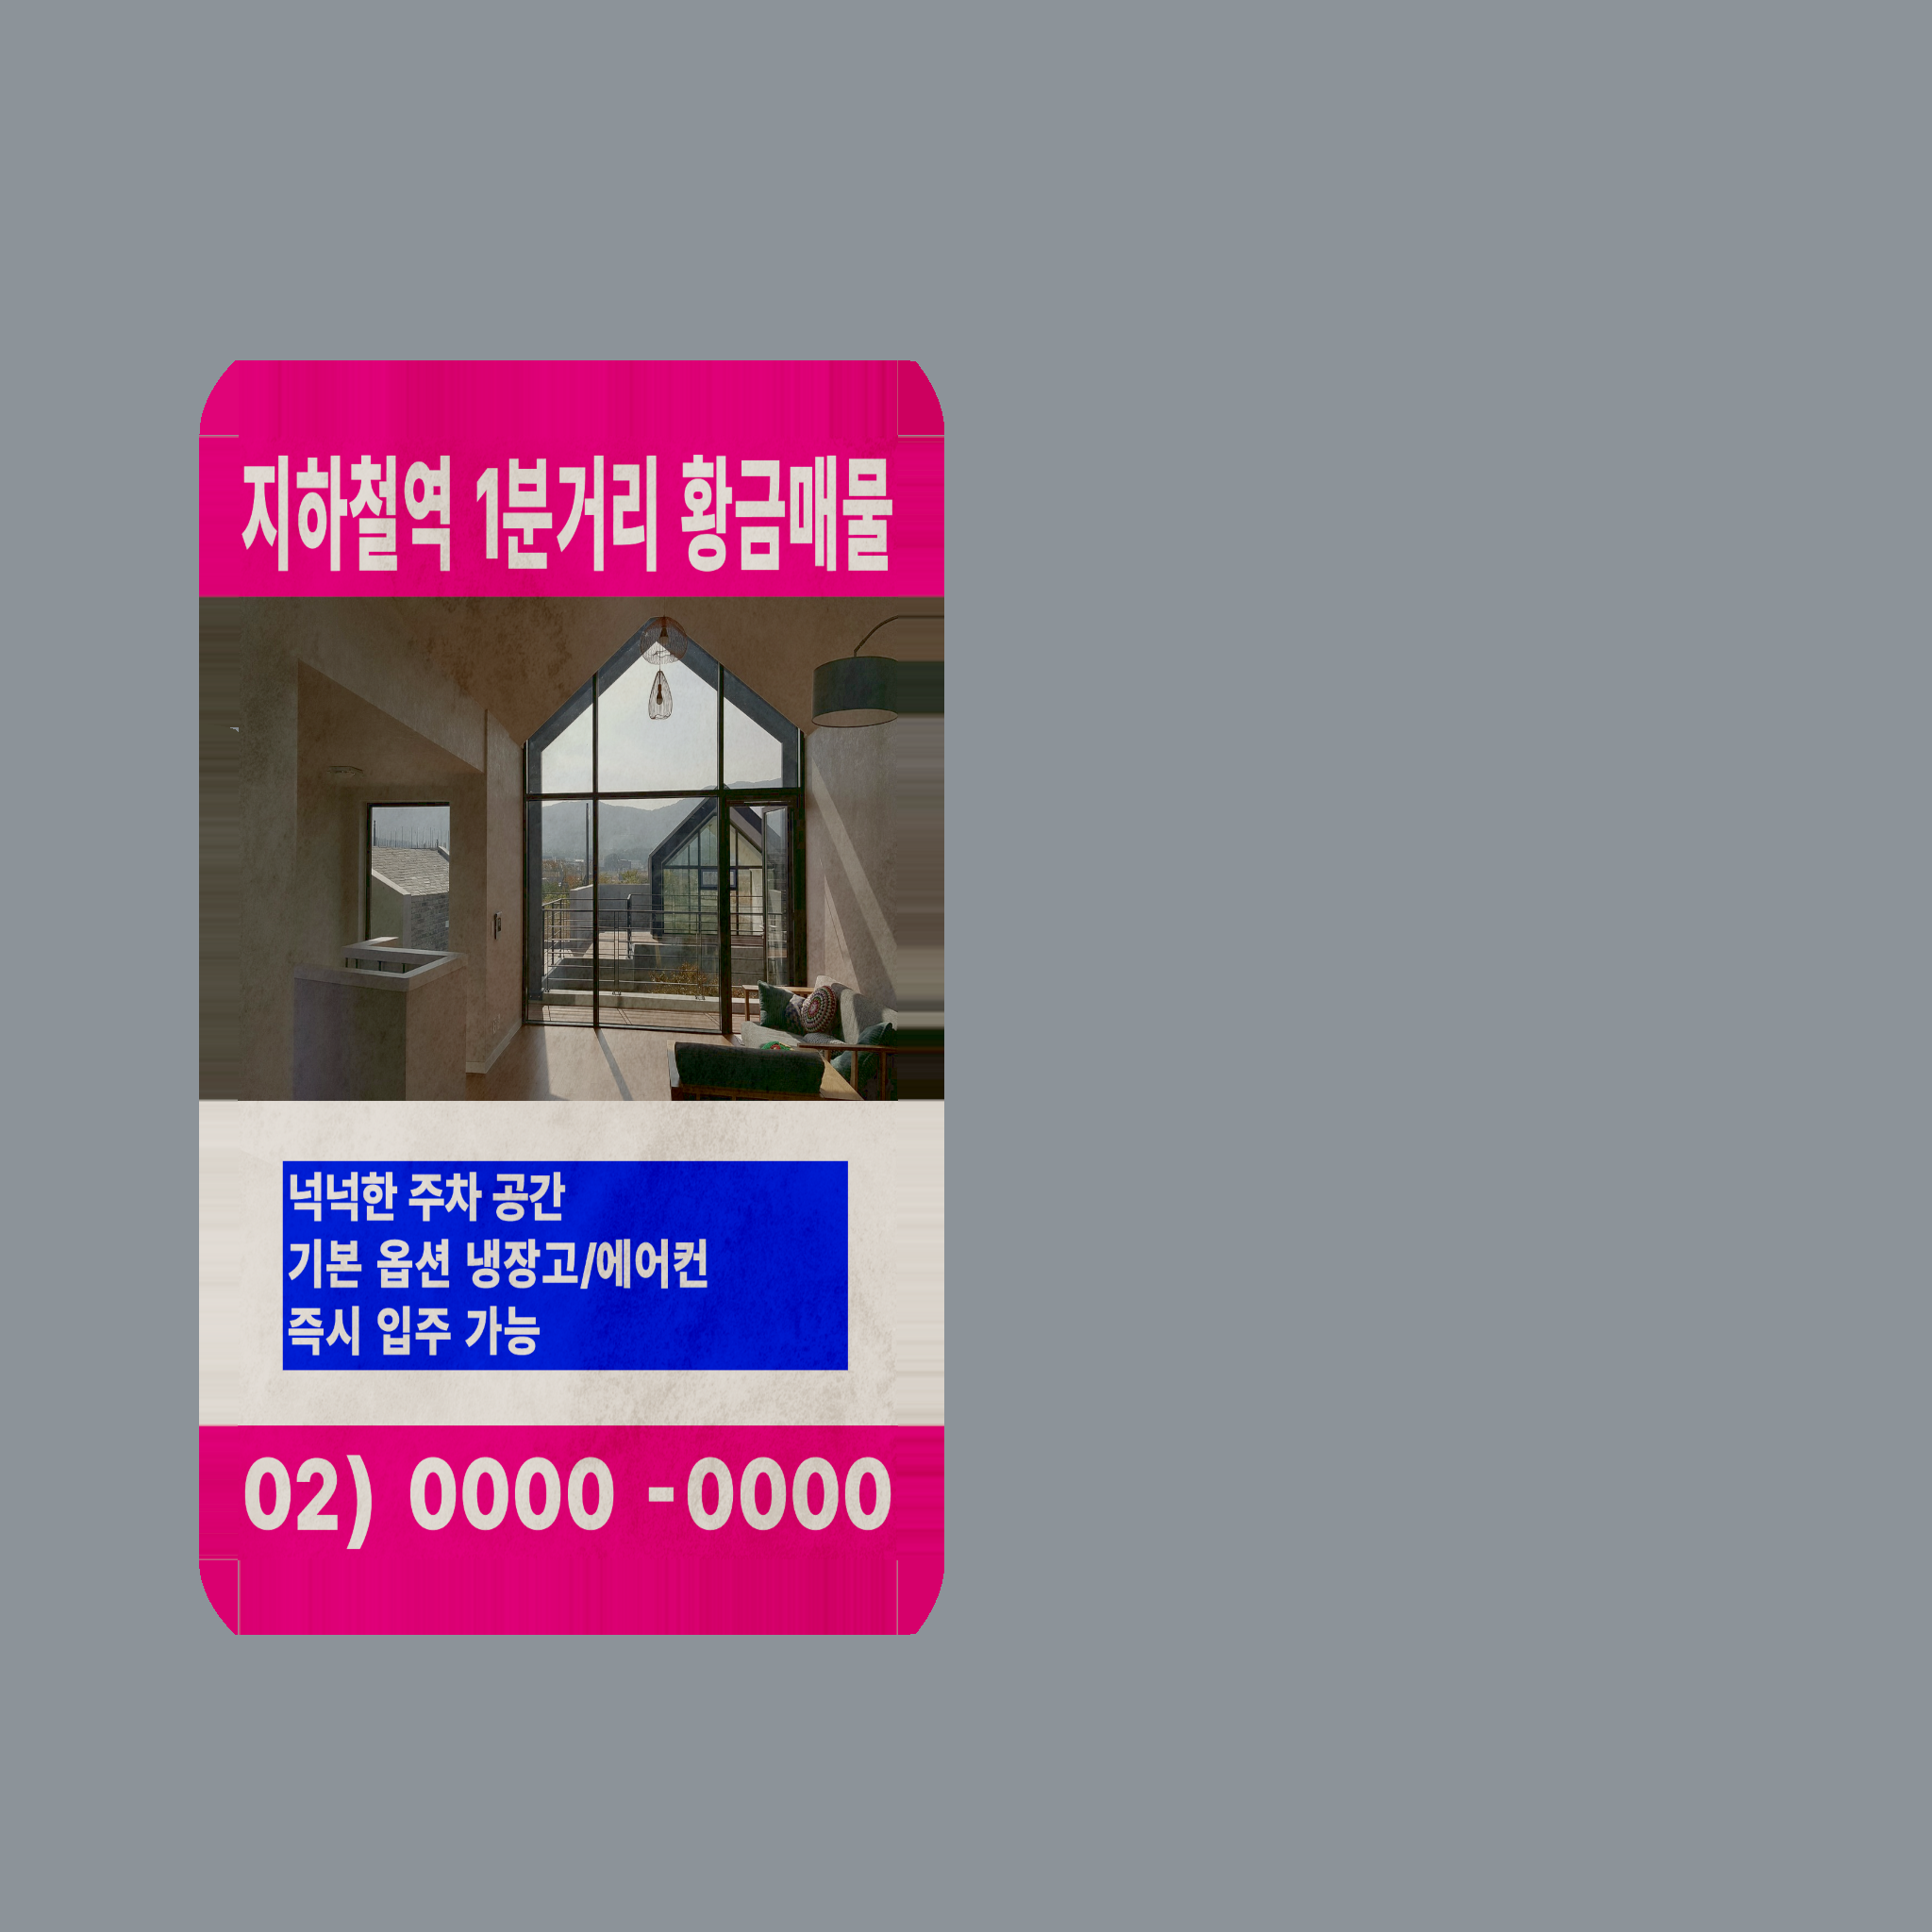 지하철역 1분거리 황금매물
넉넉한 주차 공간
기본 옵션 냉장고/에어컨
즉시 입주 가능
02) 0000 -0000